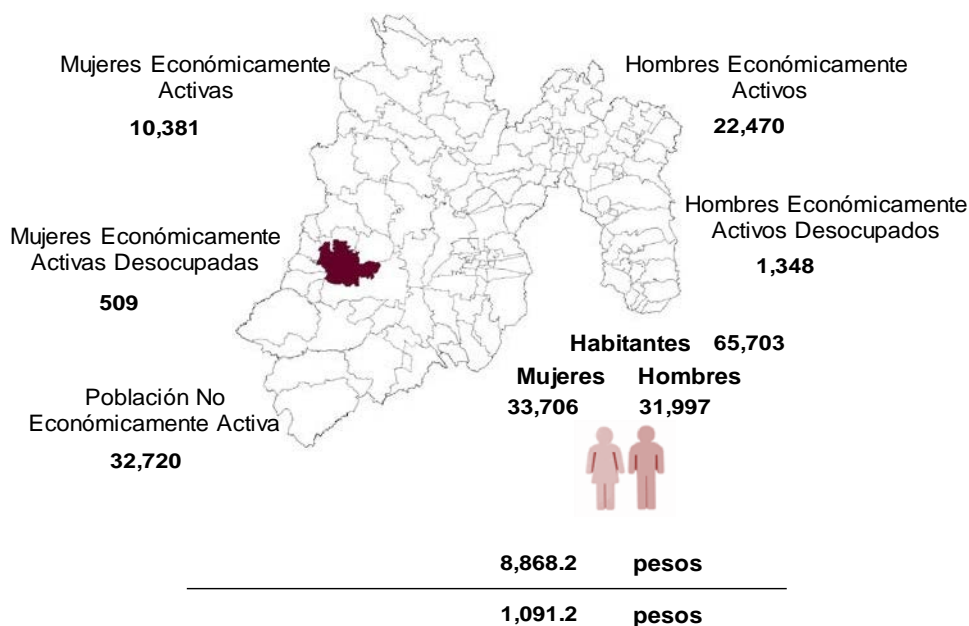 Mujeres Económicamente
Activas
10,381
Hombres Económicamente
Activos
22,470
Mujeres Económicamente
Activas Desocupadas
509
Hombres Económicamente
Activos Desocupados
1,348
Habitantes 65,703
Mujeres Hombres
33,706 31,997
Población No
Económicamente Activa
32,720
8,868.2 pesos
1,091.2 pesos